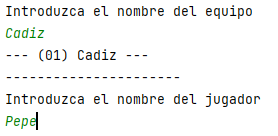 Introduzca el nombre del equipo
Cadiz
--- (01) Cadiz ---
----------------------
Introduzca el nombre del jugador
Pepe